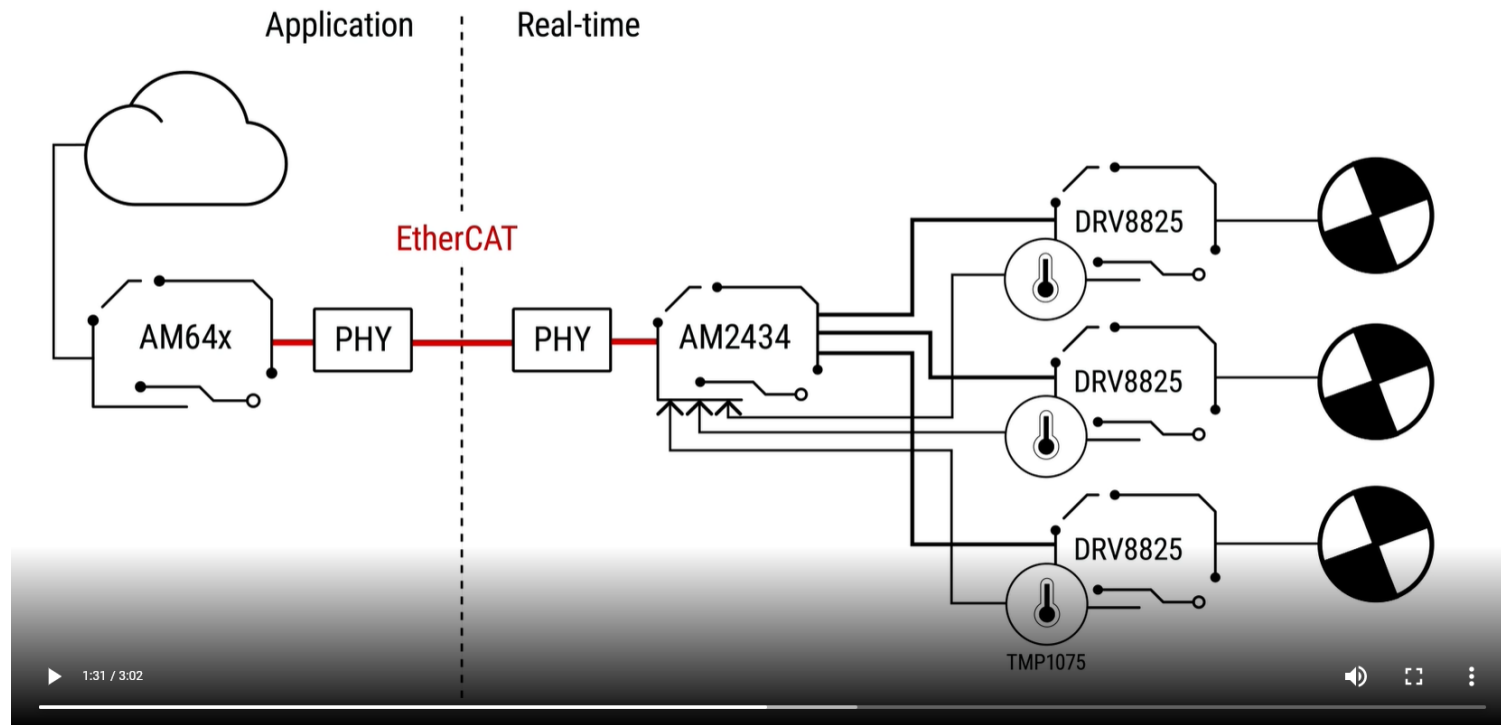 Application
Real-time
EtherCAT
AM64x
PHY
PHY
AM2434
DRV8825
DRV8825
DRV8825
TMP1075
1:31 / 3:02